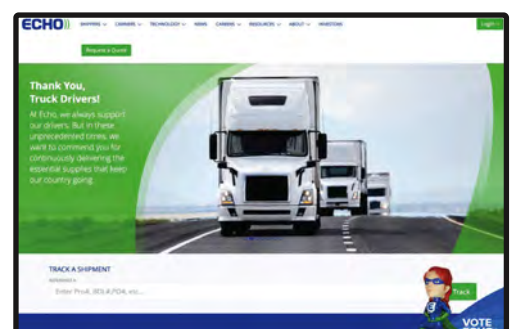 ECHO
SHIPPERS CARRIERS TECHNOLOGY NEWS CAREERS RESOURCES ABOUT INVESTORS
Login
Request a Quote
Thank You,
Truck Drivers!
At Echo, we always support
our drivers. But in these
unprecedented times, we
want to commend you for
continuously delivering the
essential supplies that keep
our country going.
TRACK A SHIPMENT
Enter Pro#, BOL#, PO#, etc...
Track
VOTE